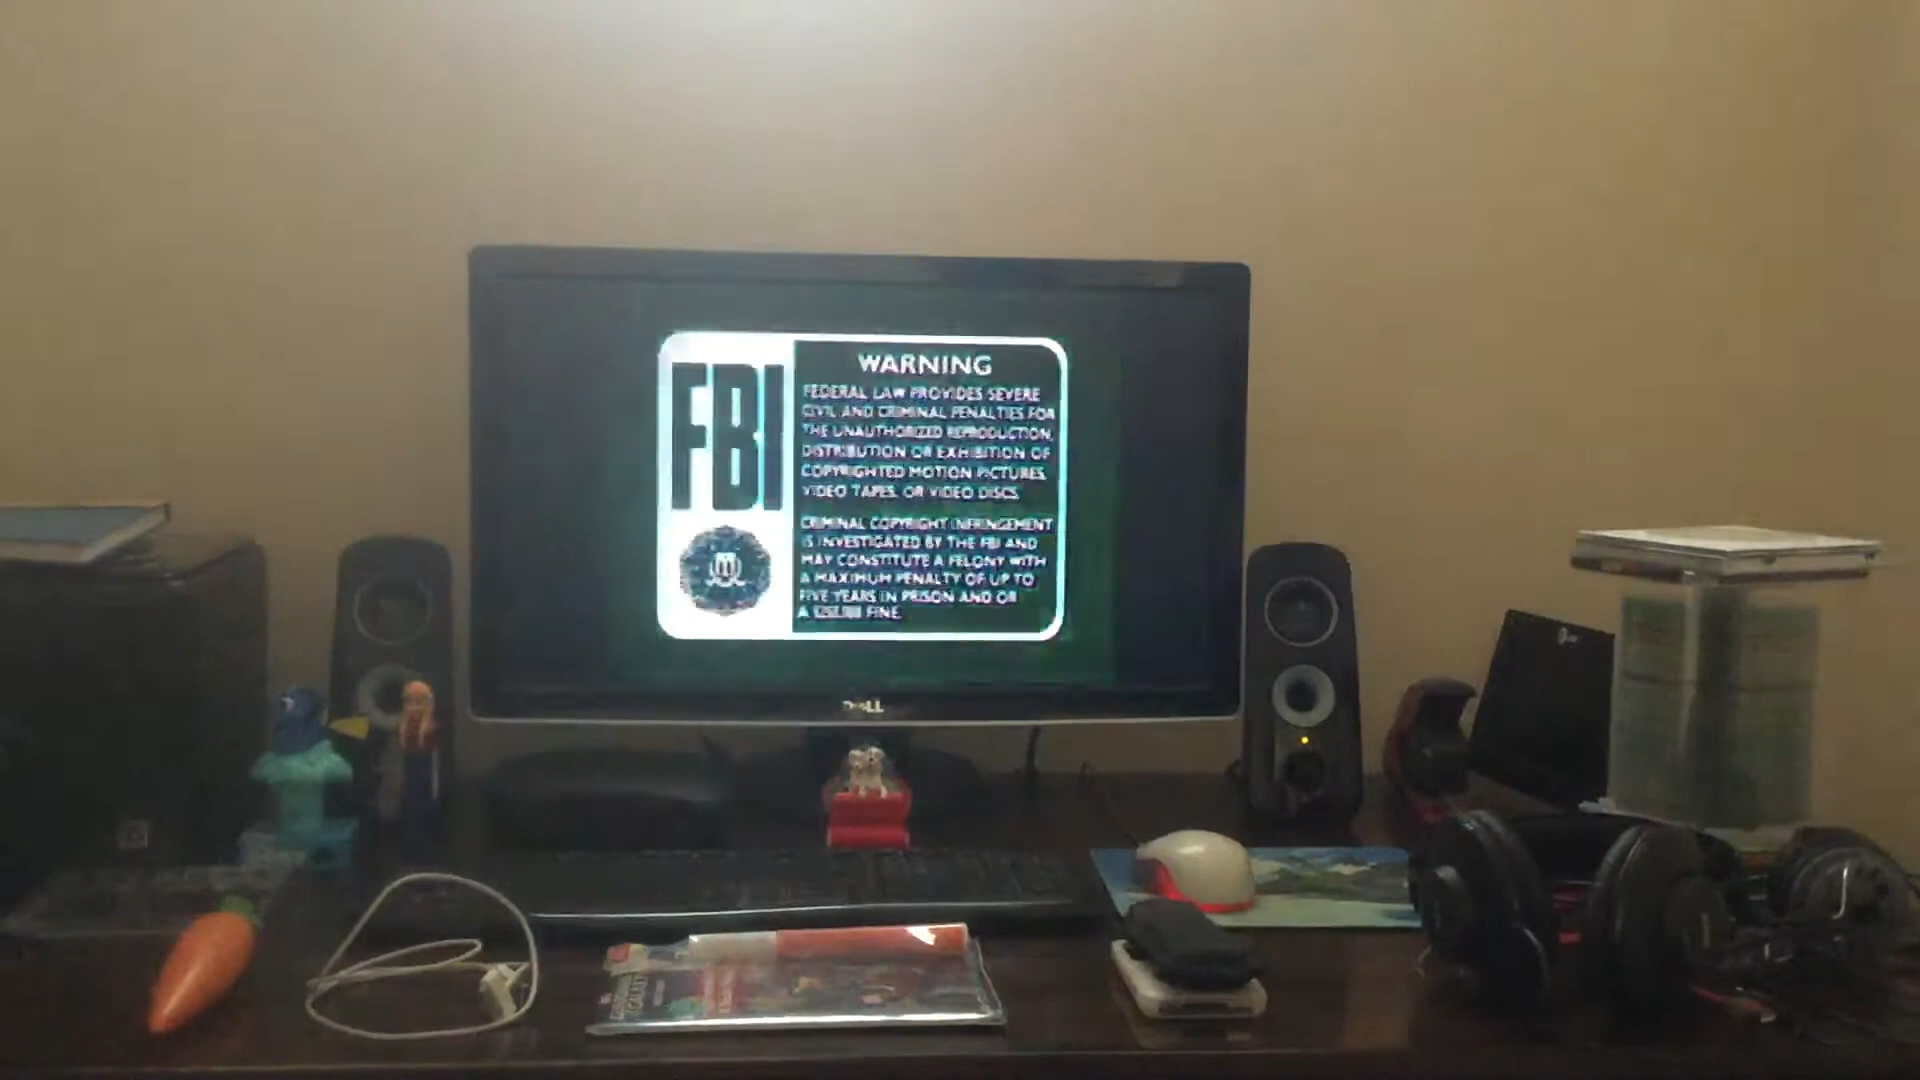 FBI
WARNING
FEDERAL LAW PROVIDES SEVERE
CIVIL AND CRIMINAL PENALTIES FOR
THE UNAUTHORIZED REPRODUCTION,
DISTRIBUTION OR EXHIBITION OF
COPYRIGHTED MOTION PICTURES,
VIDEO TAPES, OR VIDEO DISCS.
CRIMINAL COPYRIGHT INFRINGEMENT
IS INVESTIGATED BY THE FBI AND
MAY CONSTITUTE A FELONY WITH
A MAXIMUM PENALTY OF UP TO
FIVE YEARS IN PRISON AND OR
A FINE.
DELL